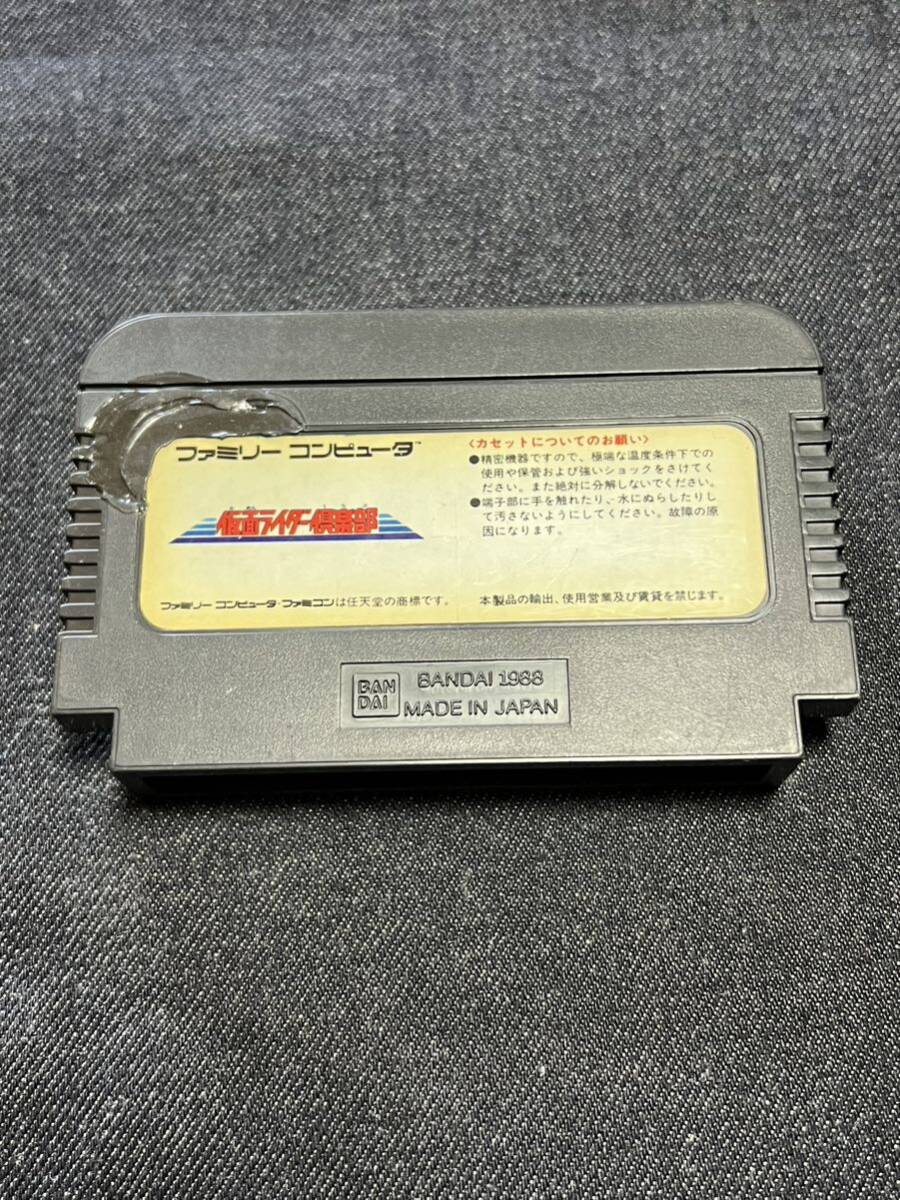 ファミリー コンピュータ™
仮面ライダー倶楽部
ファミリー コンピュータ・ファミコンは任天堂の商標です。
〈カセットについてのお願い〉
●精密機器ですので、極端な温度条件下での
使用や保管および強いショックをさけてく
ださい。また絶対に分解しないでください。
●端子部に手を触れたり、水にぬらしたりし
て汚さないようにしてください。故障の原
因になります。
本製品の輸出、使用営業及び賃貸を禁じます。
BAN
DAI
BANDAI 1988
MADE IN JAPAN